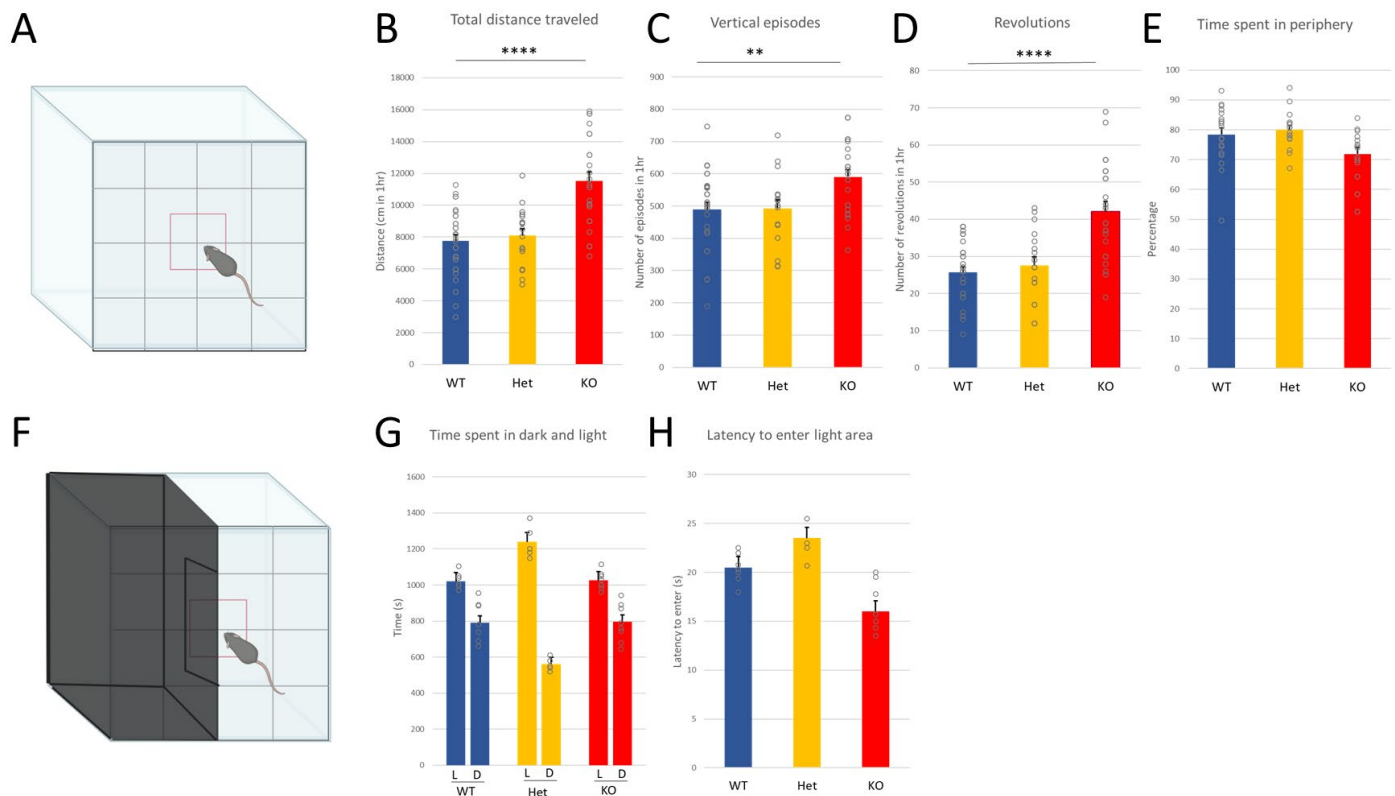 A
B
Total distance traveled
****
Distance (cm in 1hr)
18000
16000
14000
12000
10000
8000
6000
4000
2000
0
WT Het KO
C
Vertical episodes
**
Number of episodes in 1hr
900
800
700
600
500
400
300
200
100
0
WT Het KO
D
Revolutions
****
Number of revolutions in 1hr
80
70
60
50
40
30
20
10
0
WT Het KO
E
Time spent in periphery
Percentage
100
90
80
70
60
50
40
30
20
10
0
WT Het KO
F
G
Time spent in dark and light
Time (s)
1600
1400
1200
1000
800
600
400
200
0
L D L D L D
WT Het KO
H
Latency to enter light area
Latency to enter (s)
30
25
20
15
10
5
0
WT Het KO